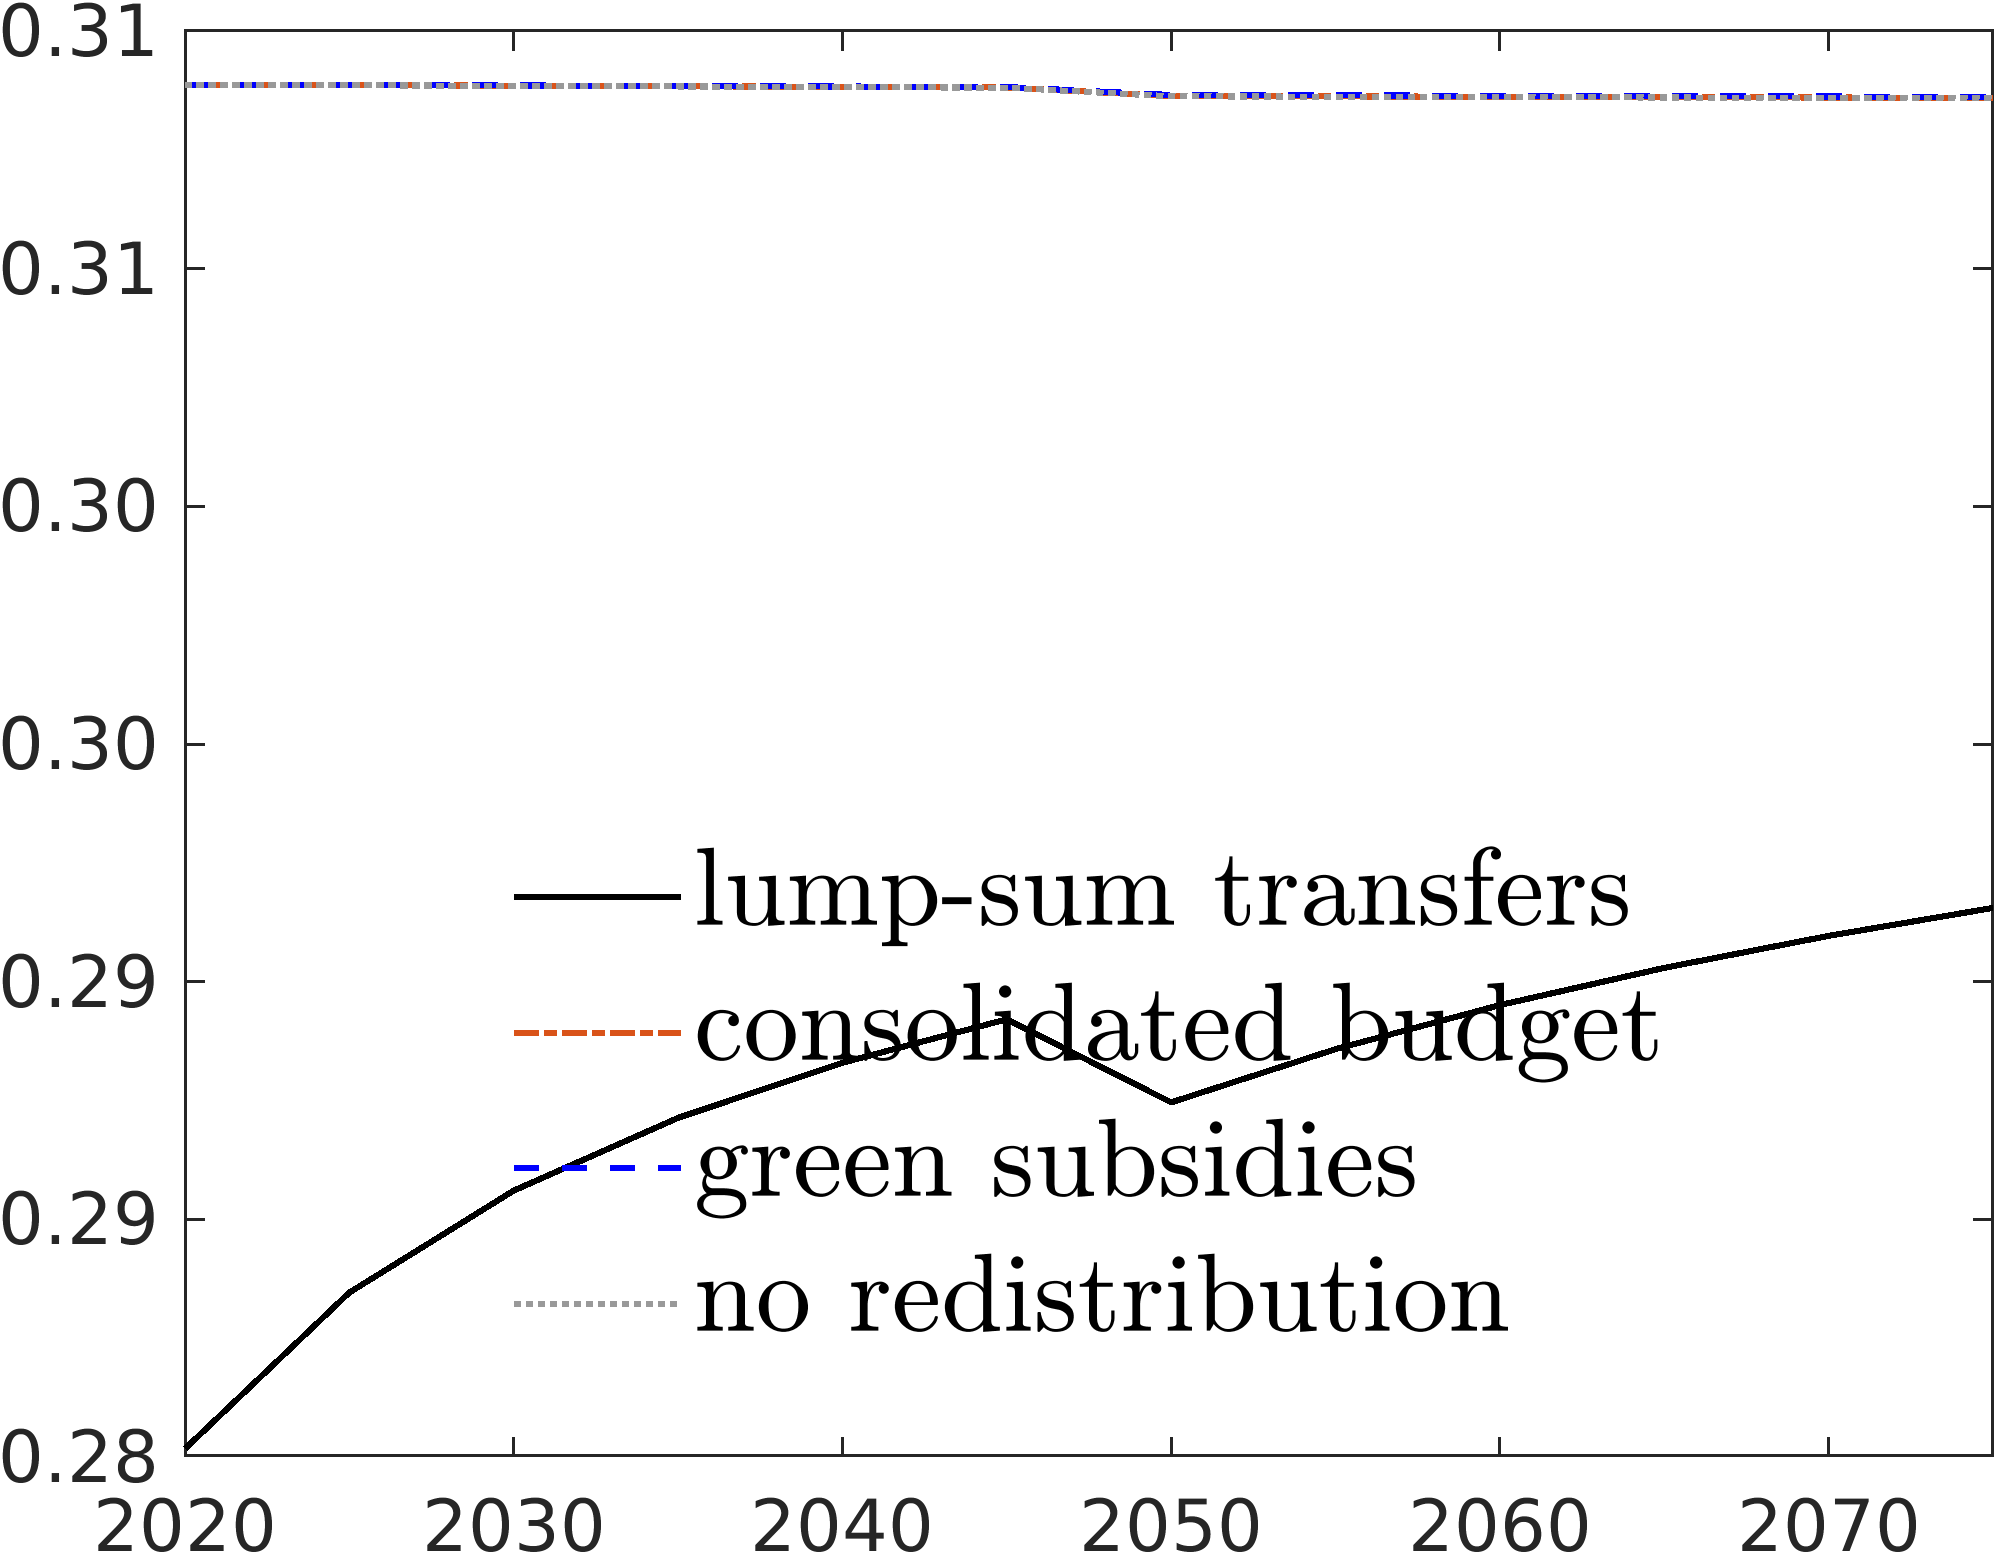 0.31
0.31
0.30
0.30
lump-sum transfers
0.29
consolidated budget
green subsidies
0.29
no redistribution
0.28
2020 2030 2040 2050 2060 2070